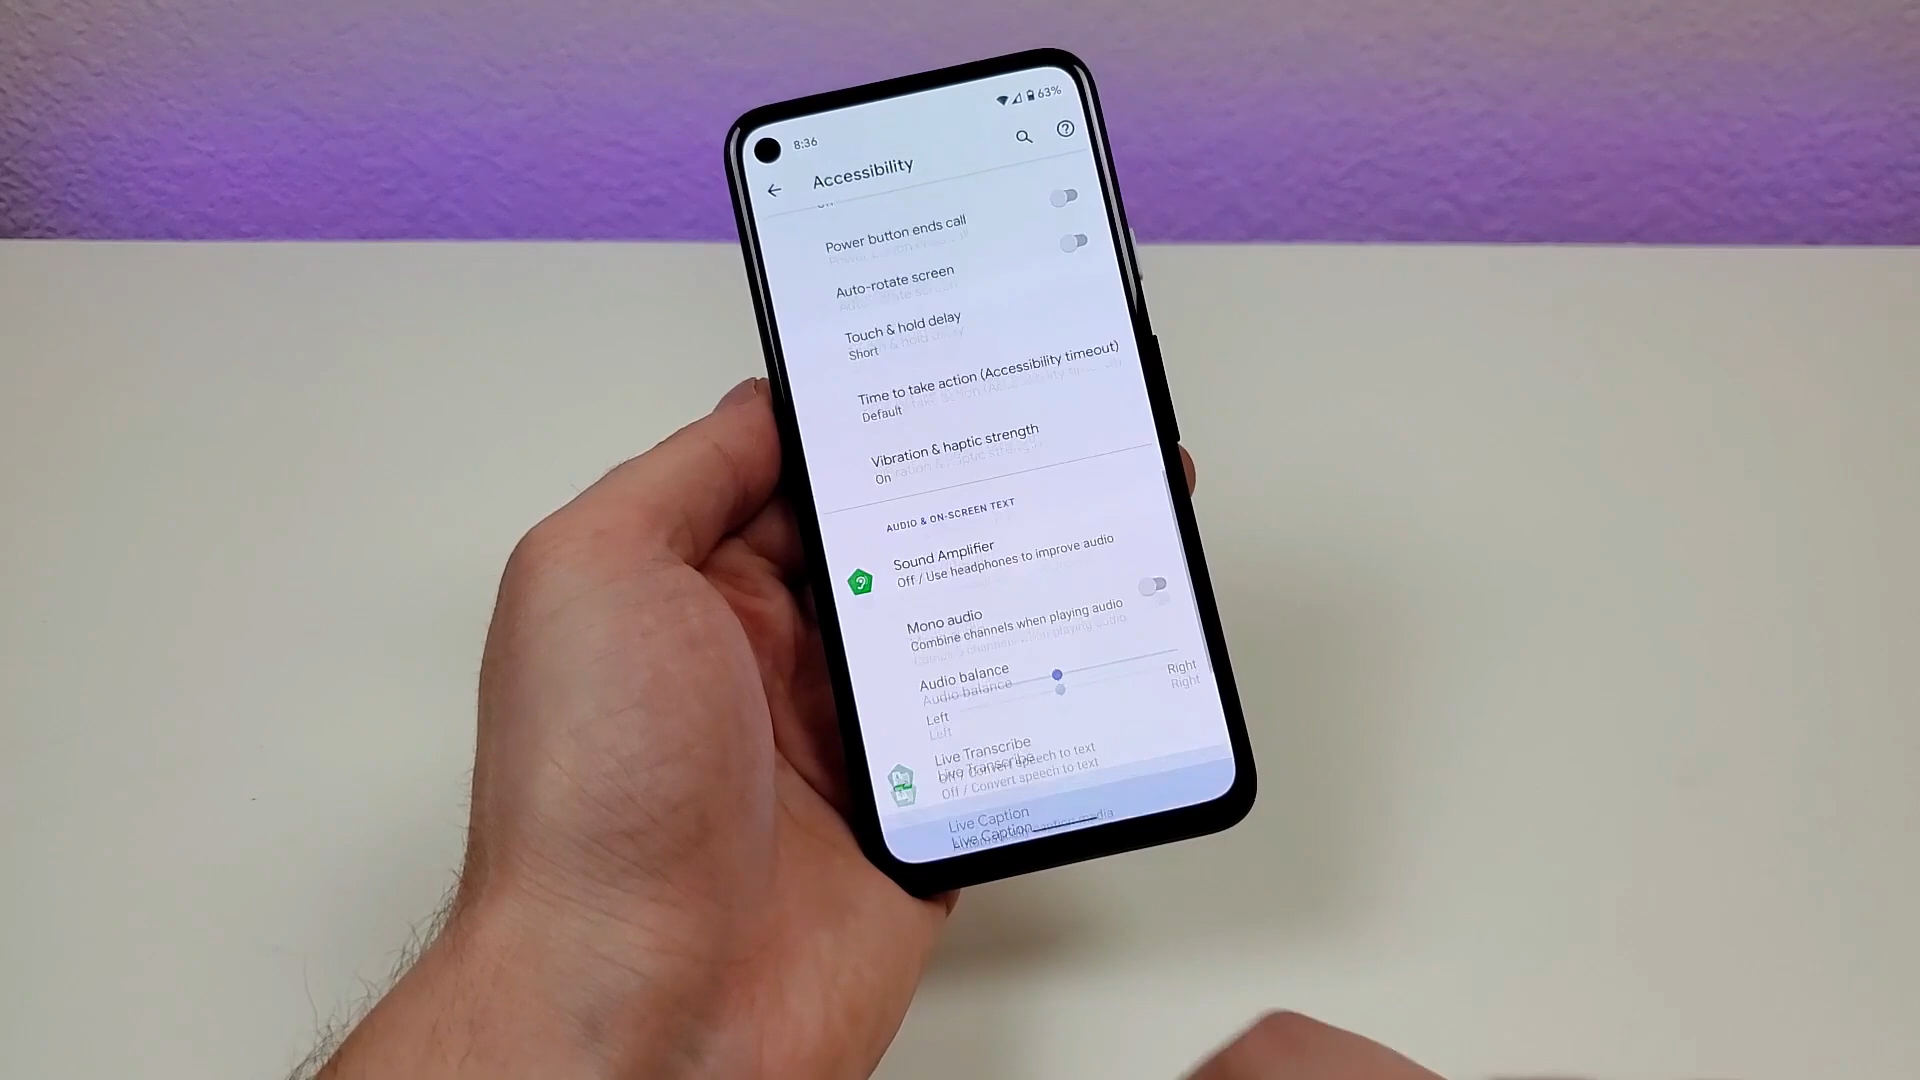 8:36
63%
Accessibility
Power button ends call
Auto-rotate screen
Touch & hold delay
Short
Time to take action (Accessibility timeout)
Default
Vibration & haptic strength
On
AUDIO & ON-SCREEN TEXT
Sound Amplifier
Off / Use headphones to improve audio
Mono audio
Combine channels when playing audio
Audio balance
Left
Right
Live Transcribe
Off / Convert speech to text
Live Caption